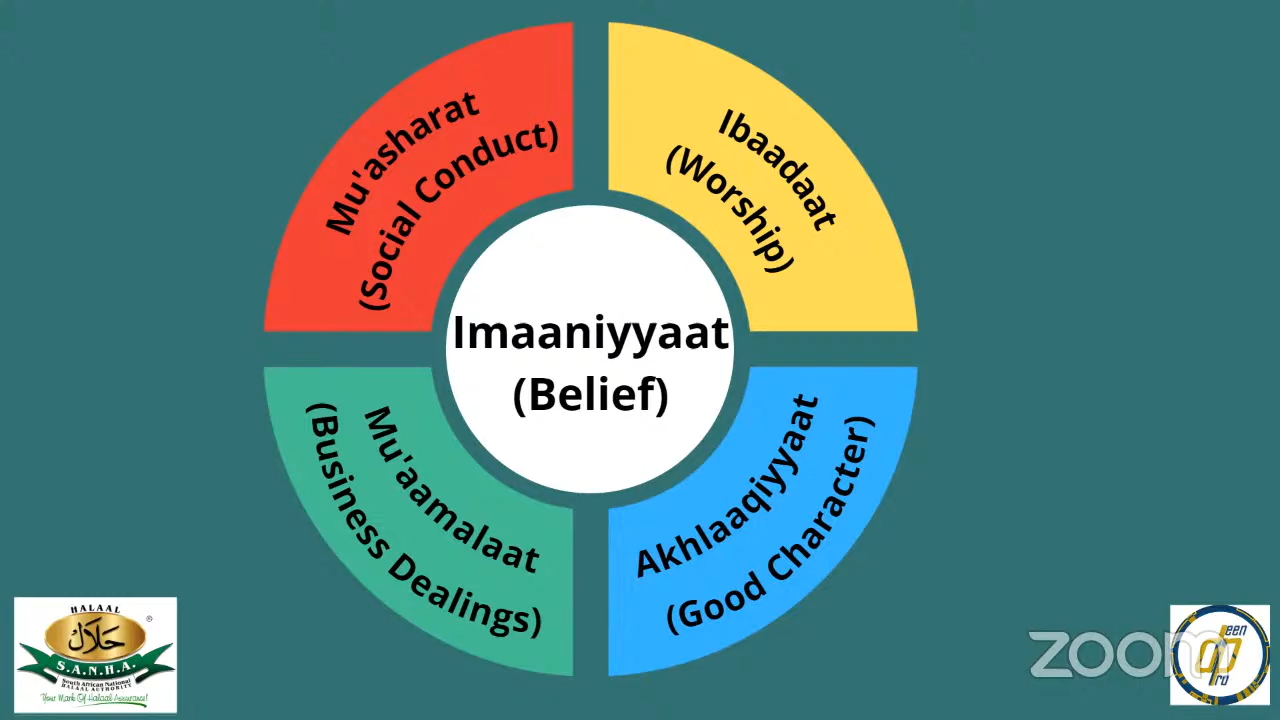 Mu'asharat
(Social Conduct)
Ibaadaat
(Worship)
Imaaniyyaat
(Belief)
Mu'aamalaat
(Business Dealings)
Akhlaaqiyyaat
(Good Character)
HALAAL
®
حلال
S.A.N.H.A.
South African National
HALAAL AUTHORITY
Your Mark Of Halaal Assurance!
zoom